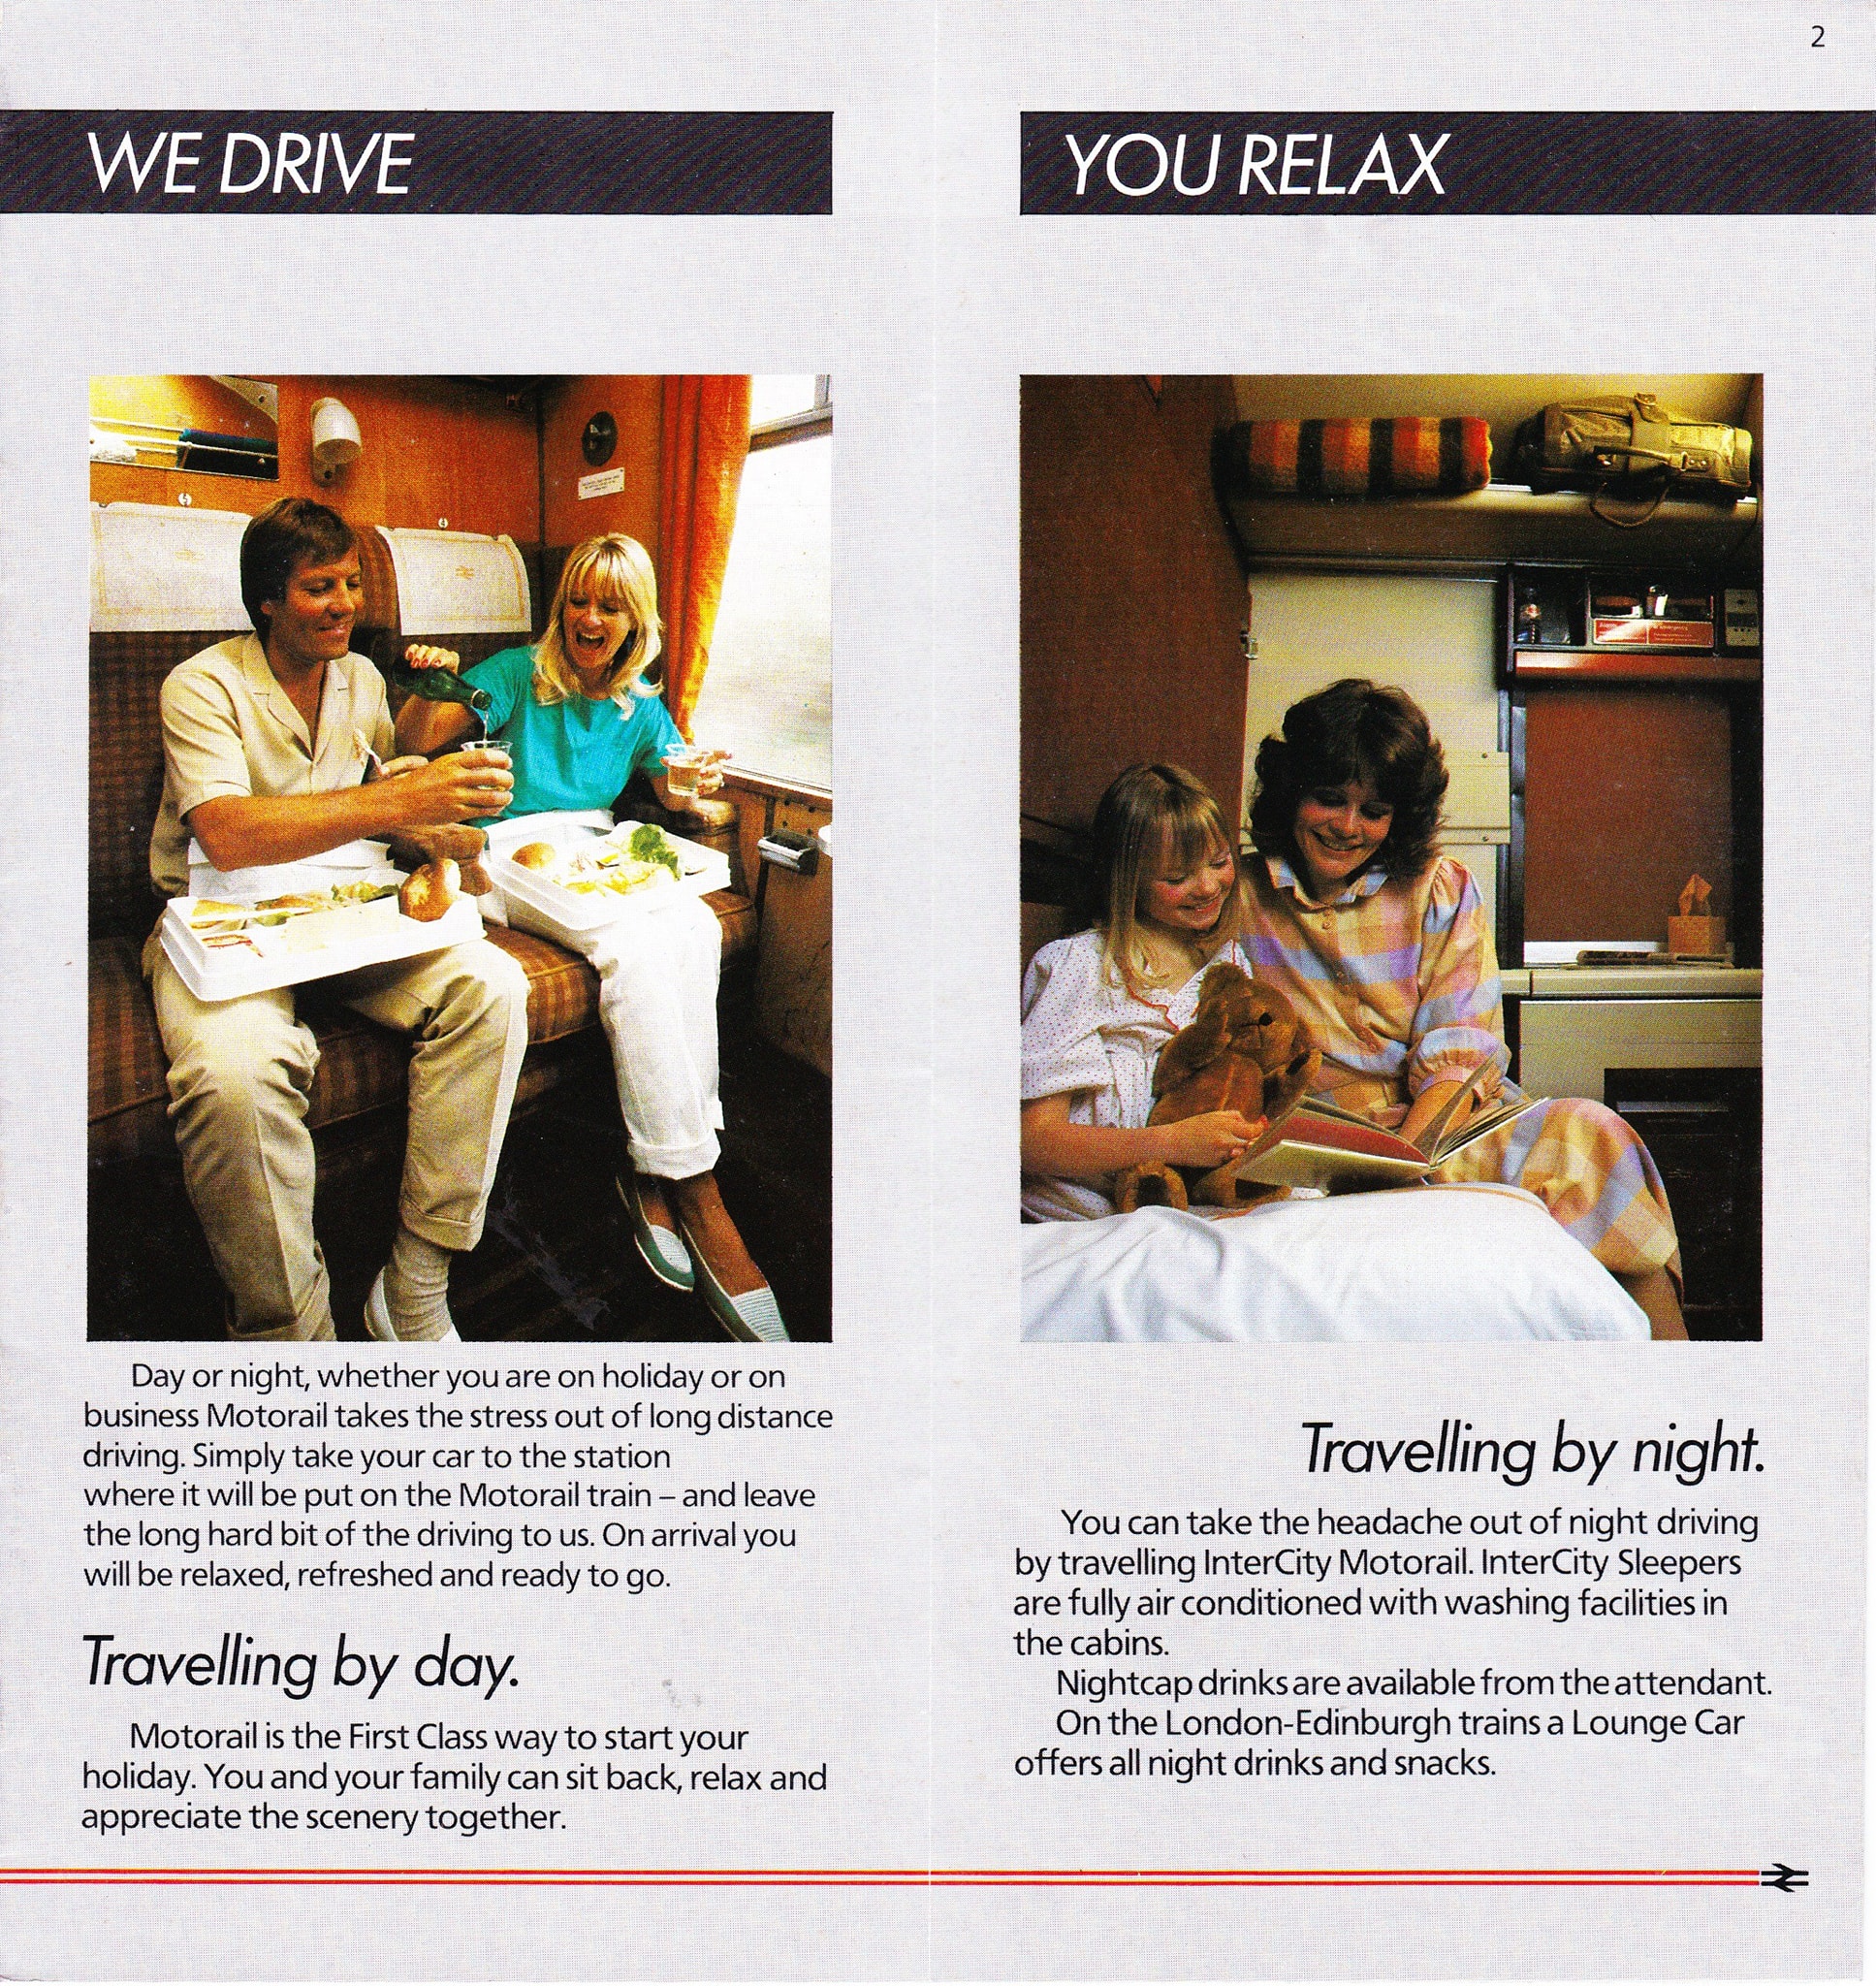 2
WE DRIVE
YOU RELAX
5
4
Day or night, whether you are on holiday or on
business Motorail takes the stress out of long distance
driving. Simply take your car to the station
where it will be put on the Motorail train – and leave
the long hard bit of the driving to us. On arrival you
will be relaxed, refreshed and ready to go.
Travelling by day.
Motorail is the First Class way to start your
holiday. You and your family can sit back, relax and
appreciate the scenery together.
Travelling by night.
You can take the headache out of night driving
by travelling InterCity Motorail. InterCity Sleepers
are fully air conditioned with washing facilities in
the cabins.
Nightcap drinks are available from the attendant.
On the London-Edinburgh trains a Lounge Car
offers all night drinks and snacks.